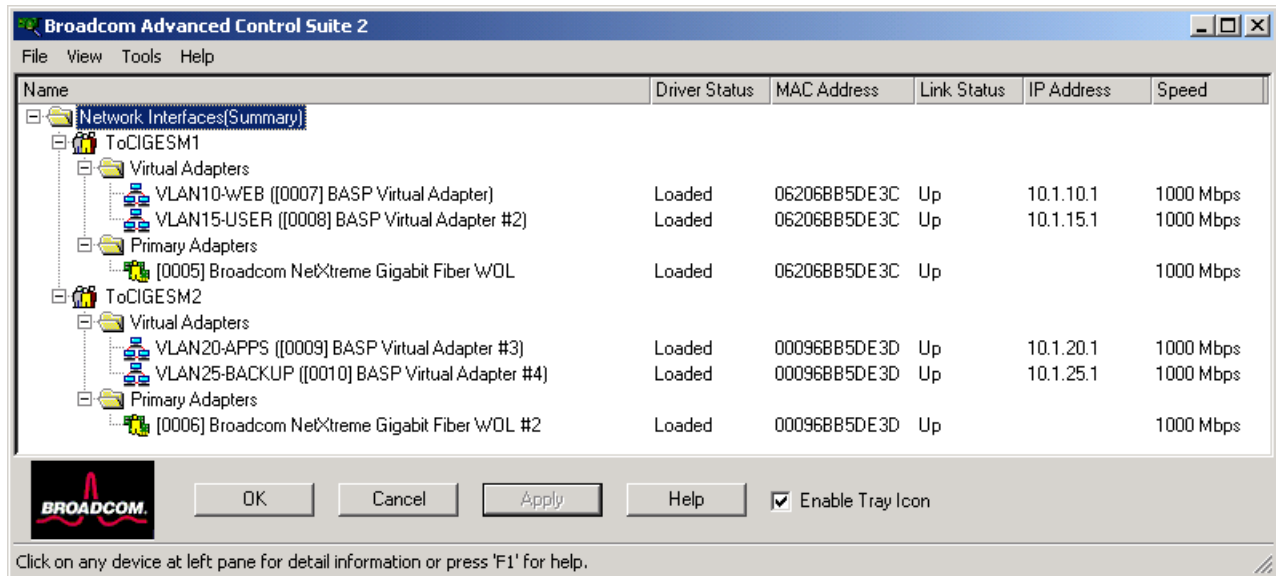 Broadcom Advanced Control Suite 2
File View Tools Help
Name Driver Status MAC Address Link Status IP Address Speed
Network Interfaces(Summary)
ToCIGESM1
Virtual Adapters
VLAN10-WEB ([0007] BASP Virtual Adapter) Loaded 06206BB5DE3C Up 10.1.10.1 1000 Mbps
VLAN15-USER ([0008] BASP Virtual Adapter #2) Loaded 06206BB5DE3C Up 10.1.15.1 1000 Mbps
Primary Adapters
[0005] Broadcom NetXtreme Gigabit Fiber WOL Loaded 06206BB5DE3C Up 1000 Mbps
ToCIGESM2
Virtual Adapters
VLAN20-APPS ([0009] BASP Virtual Adapter #3) Loaded 00096BB5DE3D Up 10.1.20.1 1000 Mbps
VLAN25-BACKUP ([0010] BASP Virtual Adapter #4) Loaded 00096BB5DE3D Up 10.1.25.1 1000 Mbps
Primary Adapters
[0006] Broadcom NetXtreme Gigabit Fiber WOL #2 Loaded 00096BB5DE3D Up 1000 Mbps
BROADCOM. OK Cancel Apply Help Enable Tray Icon
Click on any device at left pane for detail information or press 'F1' for help.